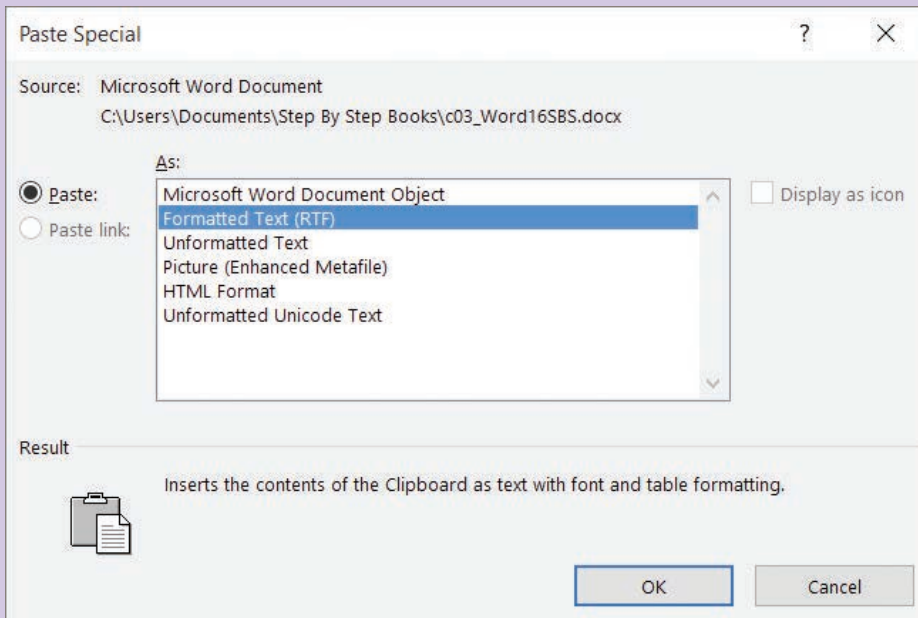 Paste Special
?
Source: Microsoft Word Document
C:\Users\Documents\Step By Step Books\c03_Word16SBS.docx
As:
Paste:
Paste link:
Microsoft Word Document Object
Formatted Text (RTF)
Unformatted Text
Picture (Enhanced Metafile)
HTML Format
Unformatted Unicode Text
Display as icon
Result
Inserts the contents of the Clipboard as text with font and table formatting.
OK Cancel